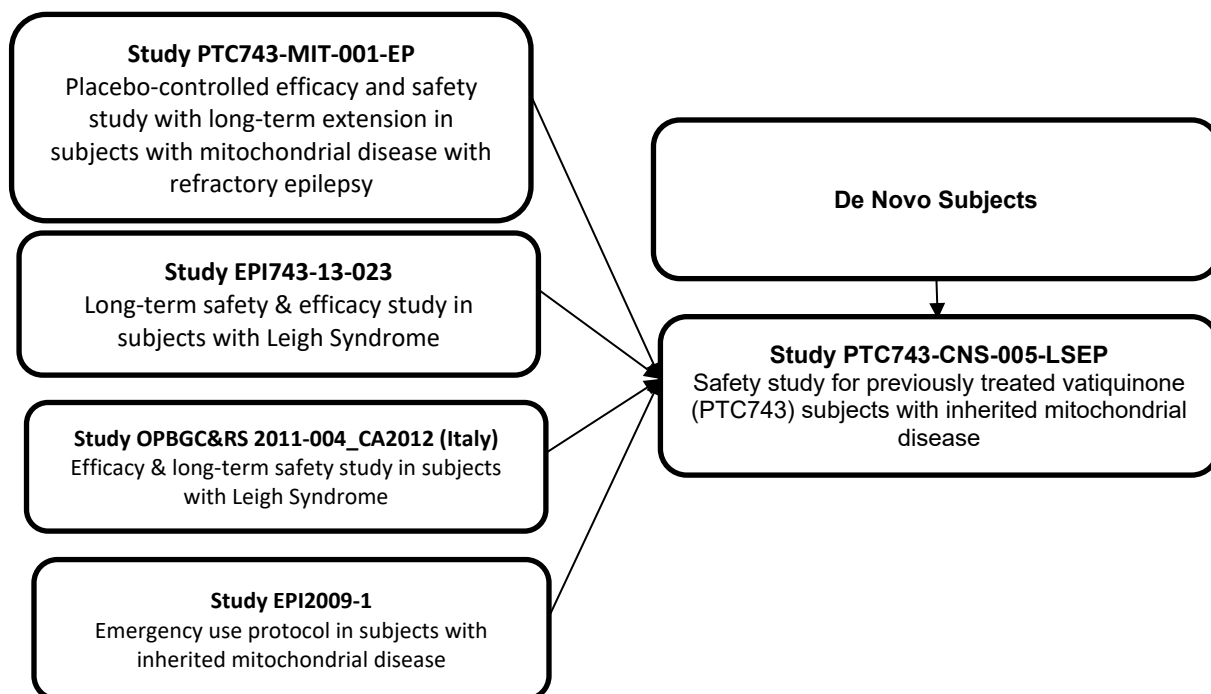 Study PTC743-MIT-001-EP
Placebo-controlled efficacy and safety
study with long-term extension in
subjects with mitochondrial disease with
refractory epilepsy
Study EPI743-13-023
Long-term safety & efficacy study in
subjects with Leigh Syndrome
Study OPBGC&RS 2011-004_CA2012 (Italy)
Efficacy & long-term safety study in subjects
with Leigh Syndrome
Study EPI2009-1
Emergency use protocol in subjects with
inherited mitochondrial disease
De Novo Subjects
Study PTC743-CNS-005-LSEP
Safety study for previously treated vatiquinone
(PTC743) subjects with inherited mitochondrial
disease